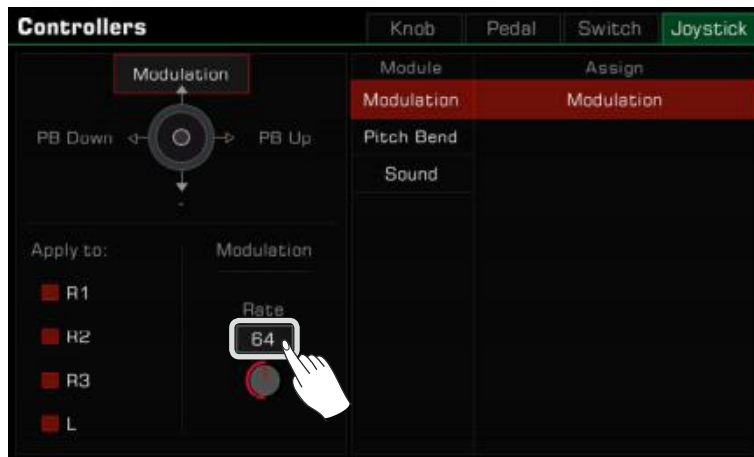 Controllers
Knob
Pedal
Switch
Joystick
Modulation
PB Down
PB Up
-
Module
Assign
Modulation
Modulation
Pitch Bend
Sound
Apply to:
R1
R2
R3
L
Modulation
Rate
64